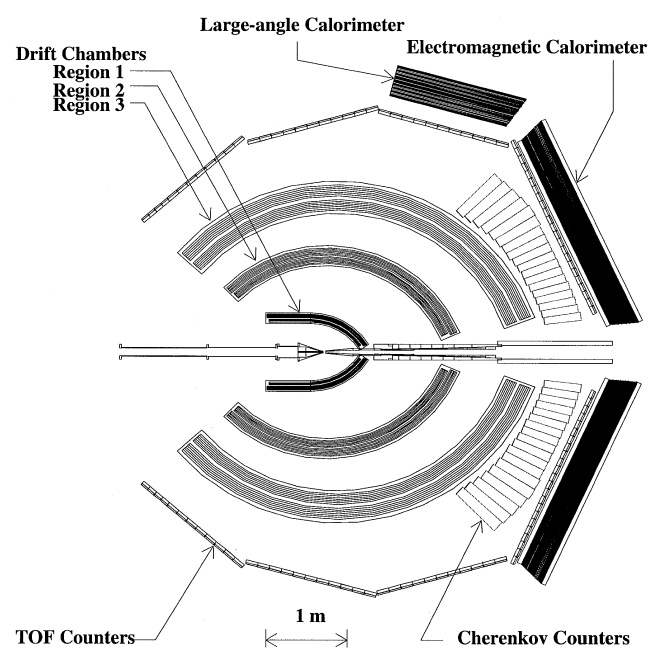 Large-angle Calorimeter
Electromagnetic Calorimeter
Drift Chambers
Region 1
Region 2
Region 3
1 m
TOF Counters
Cherenkov Counters